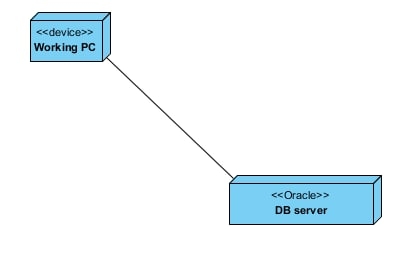 <<device>>
Working PC
<<Oracle>>
DB server